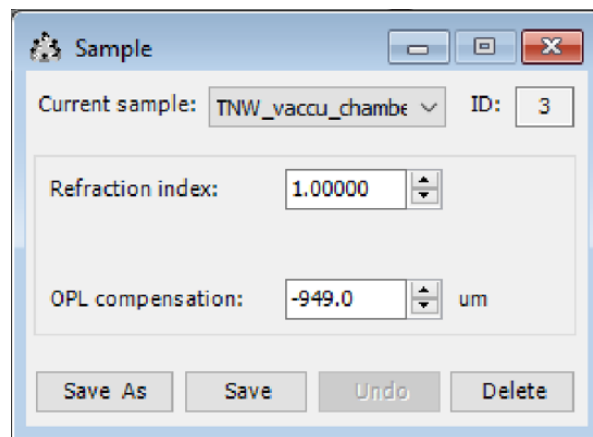 Sample
Current sample: TNW_vaccu_chambe ID: 3
Refraction index: 1.00000
OPL compensation: -949.0 um
Save As Save Undo Delete